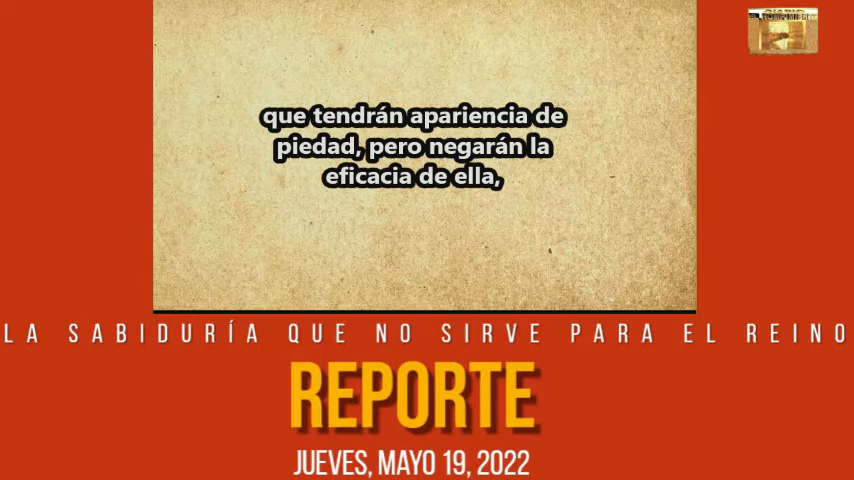 que tendrán apariencia de
piedad, pero negarán la
eficacia de ella,
LA SABIDURÍA QUE NO SIRVE PARA EL REINO
REPORTE
JUEVES, MAYO 19, 2022